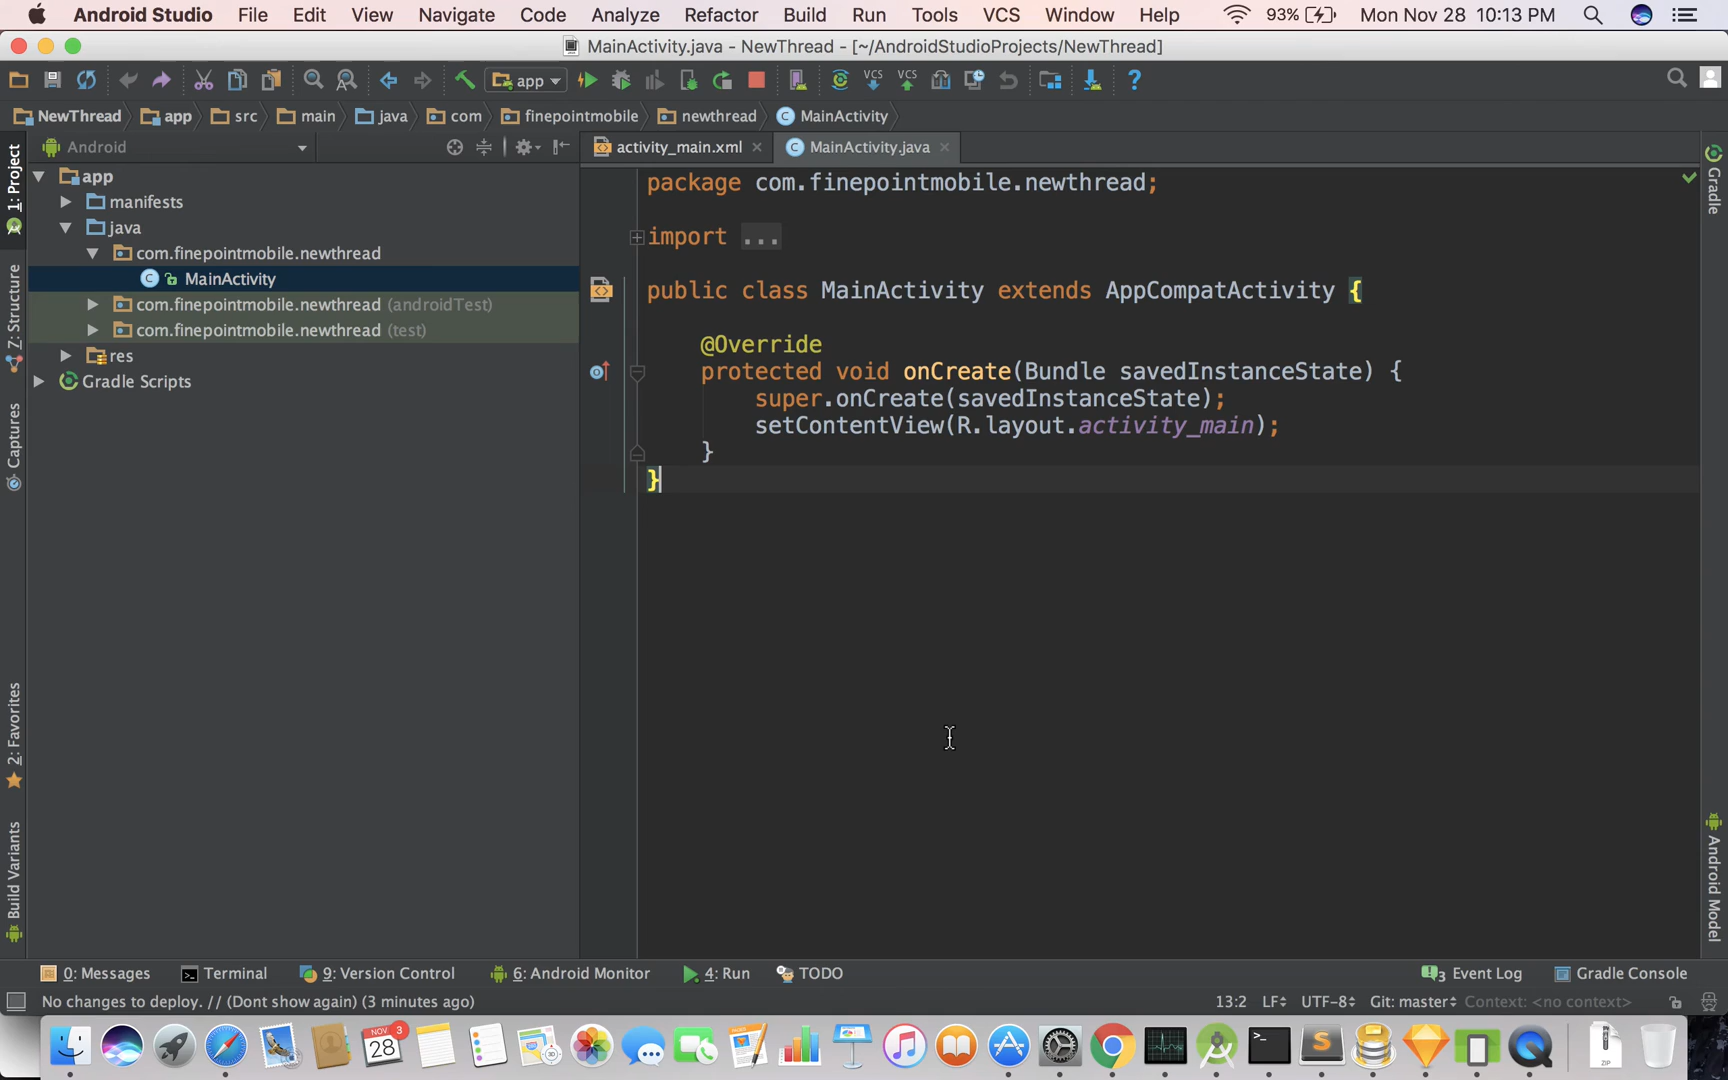 Android Studio File Edit View Navigate Code Analyze Refactor Build Run Tools VCS Window Help 93% Mon Nov 28 10:13 PM
MainActivity.java - NewThread - [~/AndroidStudioProjects/NewThread]
app VCS VCS ?
NewThread app src main java com finepointmobile newthread MainActivity
Android
activity_main.xml MainActivity.java
1: Project
Z: Structure
Captures
2: Favorites
Build Variants
app
manifests
java
com.finepointmobile.newthread
MainActivity
com.finepointmobile.newthread (androidTest)
com.finepointmobile.newthread (test)
res
Gradle Scripts
package com.finepointmobile.newthread;
import ...
public class MainActivity extends AppCompatActivity {
@Override
protected void onCreate(Bundle savedInstanceState) {
super.onCreate(savedInstanceState);
setContentView(R.layout.activity_main);
}
}
Gradle
Android Model
0: Messages Terminal 9: Version Control 6: Android Monitor 4: Run TODO Event Log Gradle Console
No changes to deploy. // (Dont show again) (3 minutes ago) 13:2 LF UTF-8 Git: master Context: <no context>
NOV 3
28
ZIP